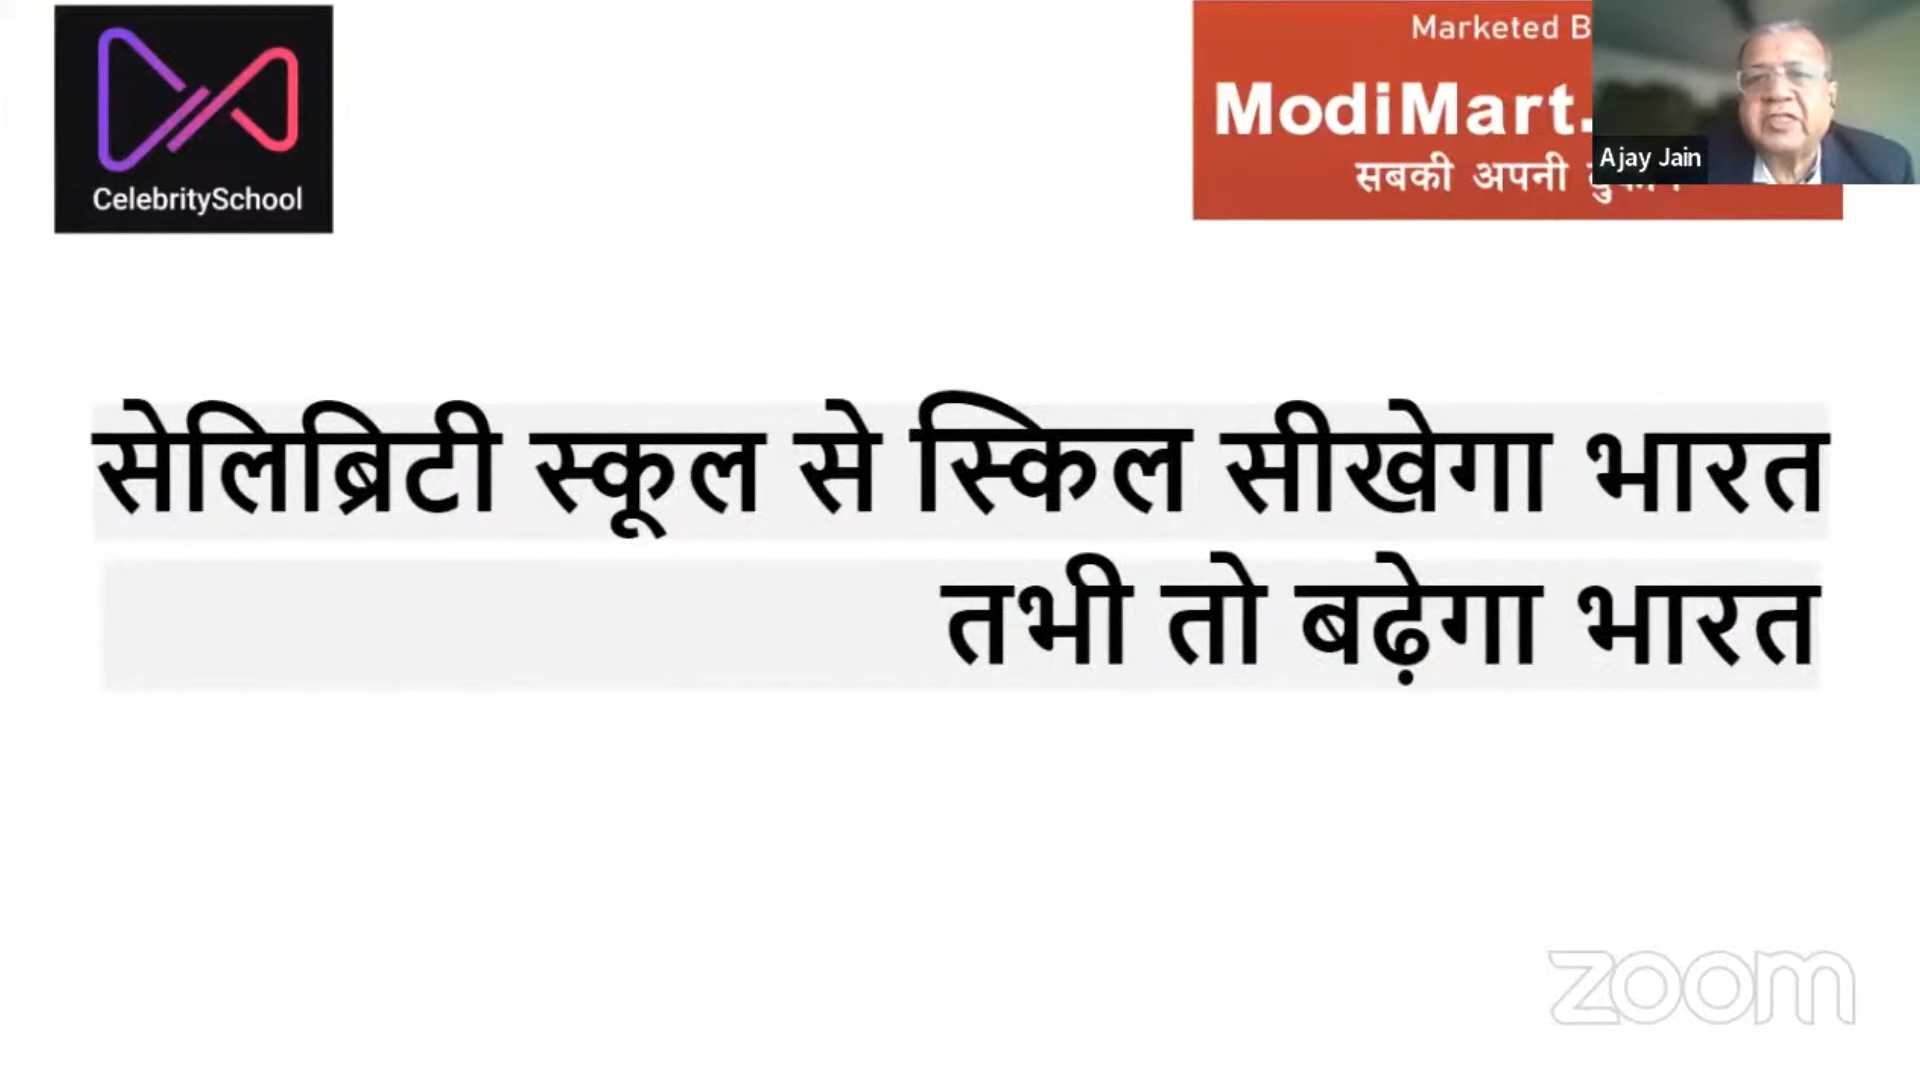 CelebritySchool
Marketed
ModiMart.
सबकी अपनी
Ajay Jain
सेलिब्रिटी स्कूल से स्किल सीखेगा भारत
तभी तो बढ़ेगा भारत
zoom